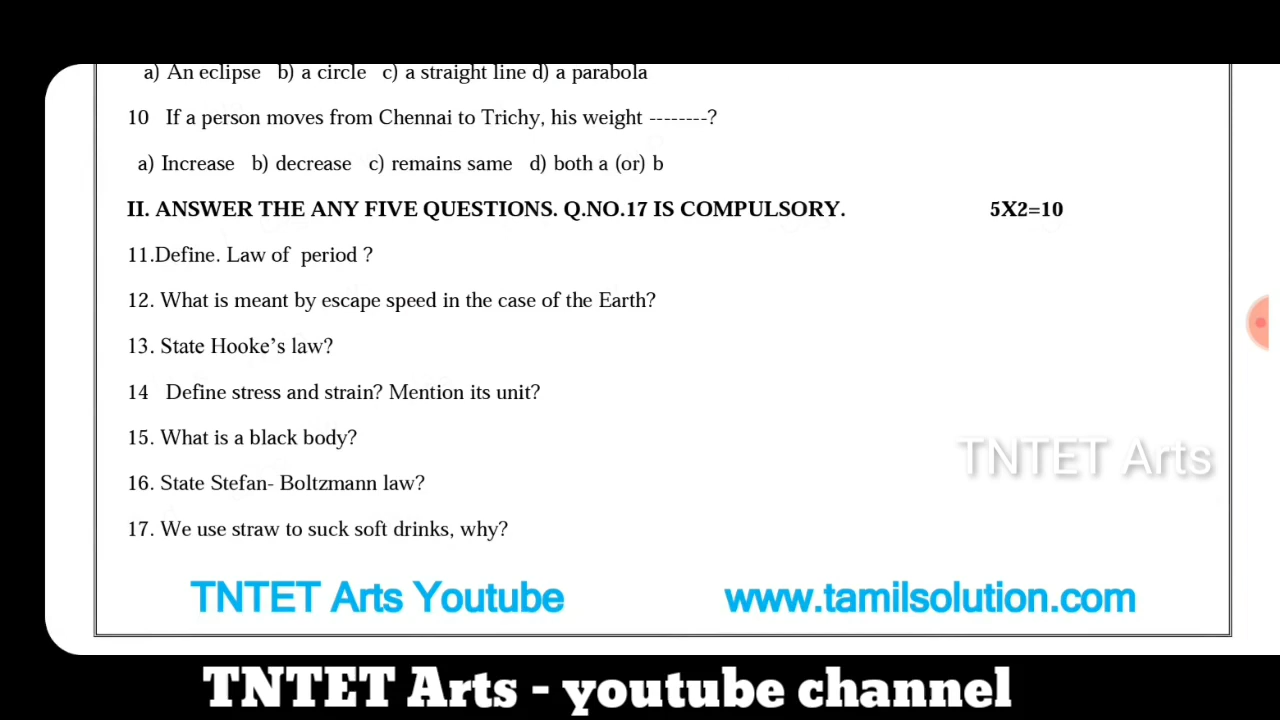 a) An eclipse b) a circle c) a straight line d) a parabola
10 If a person moves from Chennai to Trichy, his weight --------?
a) Increase b) decrease c) remains same d) both a (or) b
II. ANSWER THE ANY FIVE QUESTIONS. Q.NO.17 IS COMPULSORY. 5X2=10
11.Define. Law of period ?
12. What is meant by escape speed in the case of the Earth?
13. State Hooke’s law?
14 Define stress and strain? Mention its unit?
15. What is a black body?
TNTET Arts
16. State Stefan- Boltzmann law?
17. We use straw to suck soft drinks, why?
TNTET Arts Youtube www.tamilsolution.com
TNTET Arts - youtube channel